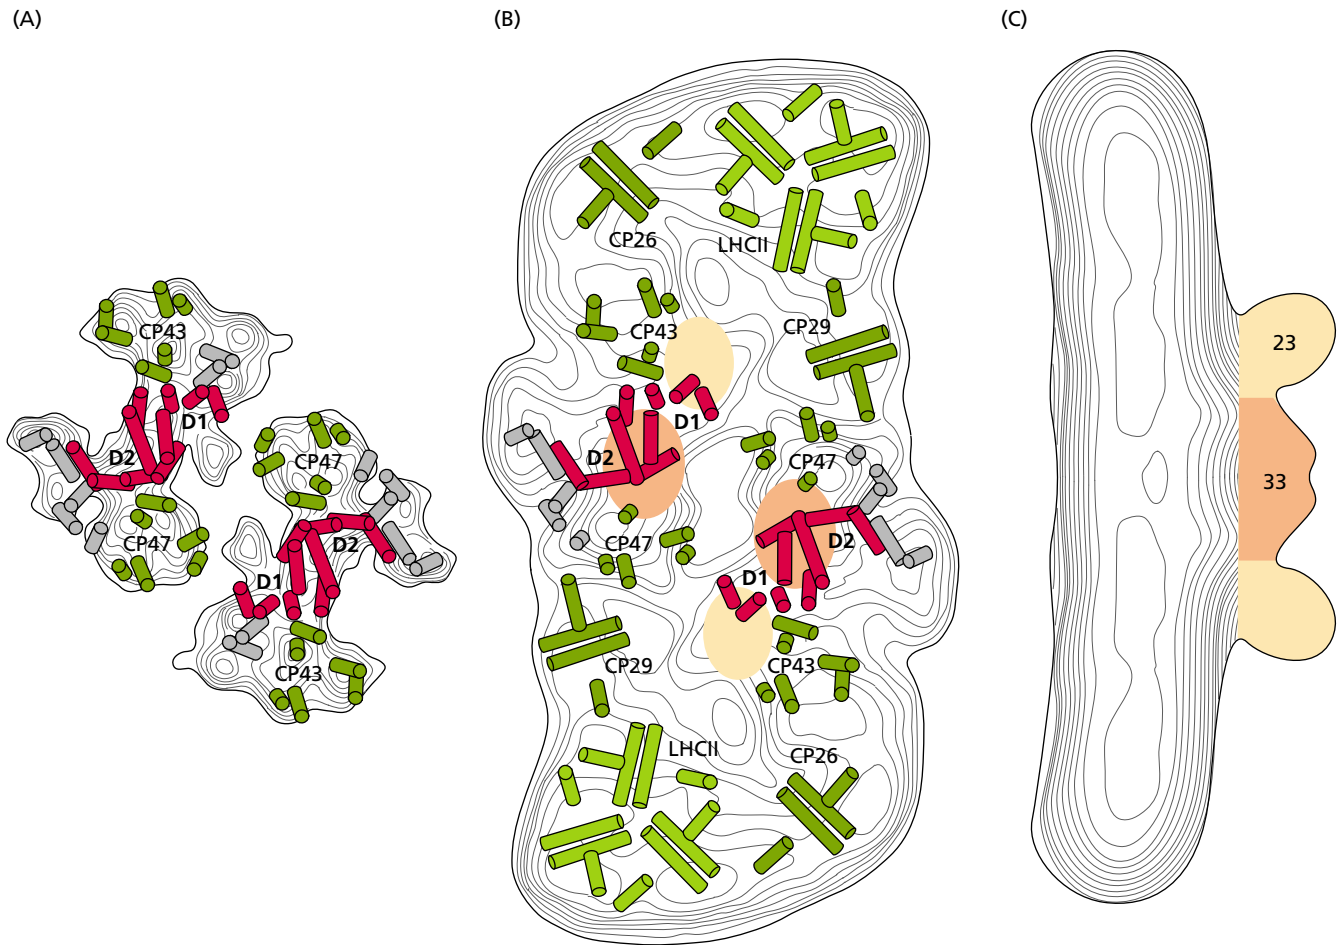 (A)
(B)
(C)
CP43
D1
D2
CP47
CP47
D2
D1
CP43
CP26
LHCII
CP29
CP43
D1
D2
CP47
CP47
D2
D1
CP29
CP43
LHCII
CP26
23
33